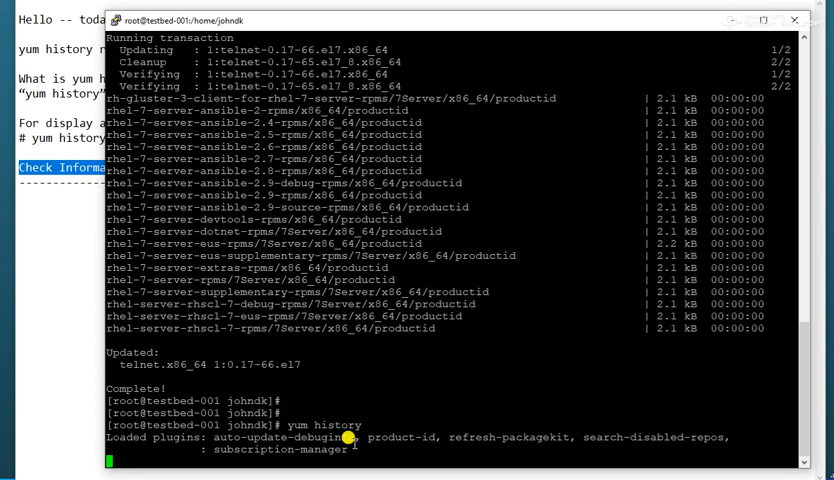 Hello -- toda
yum history r
What is yum h
“yum history”
For display a
# yum history
Check Informa
--------------
root@testbed-001:/home/johndk
Running transaction
Updating : 1:telnet-0.17-66.el7.x86_64 1/2
Cleanup : 1:telnet-0.17-65.el7_8.x86_64 2/2
Verifying : 1:telnet-0.17-66.el7.x86_64 1/2
Verifying : 1:telnet-0.17-65.el7_8.x86_64 2/2
rh-gluster-3-client-for-rhel-7-server-rpms/7Server/x86_64/productid | 2.1 kB 00:00:00
rhel-7-server-ansible-2-rpms/x86_64/productid | 2.1 kB 00:00:00
rhel-7-server-ansible-2.4-rpms/x86_64/productid | 2.1 kB 00:00:00
rhel-7-server-ansible-2.5-rpms/x86_64/productid | 2.1 kB 00:00:00
rhel-7-server-ansible-2.6-rpms/x86_64/productid | 2.1 kB 00:00:00
rhel-7-server-ansible-2.7-rpms/x86_64/productid | 2.1 kB 00:00:00
rhel-7-server-ansible-2.8-rpms/x86_64/productid | 2.1 kB 00:00:00
rhel-7-server-ansible-2.9-debug-rpms/x86_64/productid | 2.1 kB 00:00:00
rhel-7-server-ansible-2.9-rpms/x86_64/productid | 2.1 kB 00:00:00
rhel-7-server-ansible-2.9-source-rpms/x86_64/productid | 2.1 kB 00:00:00
rhel-7-server-devtools-rpms/x86_64/productid | 2.1 kB 00:00:00
rhel-7-server-dotnet-rpms/7Server/x86_64/productid | 2.1 kB 00:00:00
rhel-7-server-eus-rpms/7Server/x86_64/productid | 2.2 kB 00:00:00
rhel-7-server-eus-supplementary-rpms/7Server/x86_64/productid | 2.1 kB 00:00:00
rhel-7-server-extras-rpms/x86_64/productid | 2.1 kB 00:00:00
rhel-7-server-rpms/7Server/x86_64/productid | 2.1 kB 00:00:00
rhel-7-server-supplementary-rpms/7Server/x86_64/productid | 2.1 kB 00:00:00
rhel-server-rhscl-7-debug-rpms/7Server/x86_64/productid | 2.1 kB 00:00:00
rhel-server-rhscl-7-eus-rpms/7Server/x86_64/productid | 2.1 kB 00:00:00
rhel-server-rhscl-7-rpms/7Server/x86_64/productid | 2.1 kB 00:00:00
Updated:
telnet.x86_64 1:0.17-66.el7
Complete!
[root@testbed-001 johndk]#
[root@testbed-001 johndk]#
[root@testbed-001 johndk]# yum history
Loaded plugins: auto-update-debugin , product-id, refresh-packagekit, search-disabled-repos,
: subscription-manager